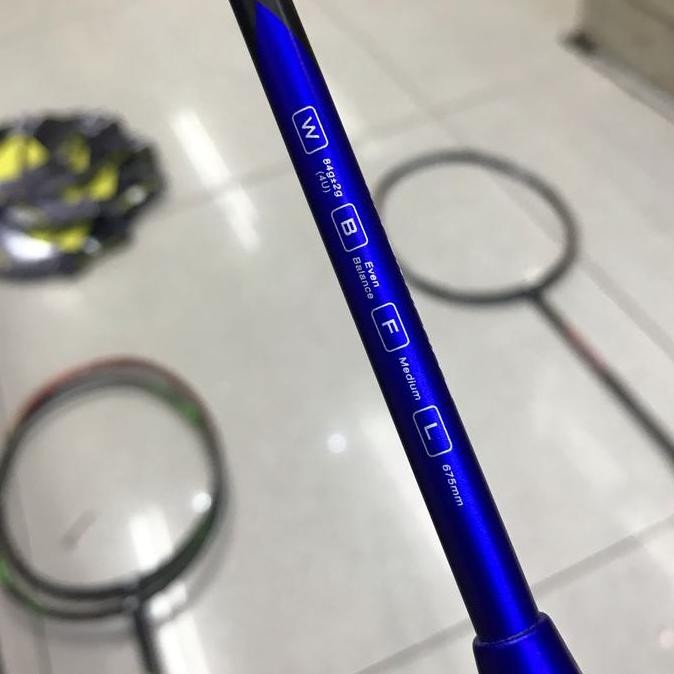 W
84g±2g
(4U)
B
Even
Balance
F
Medium
L
675mm